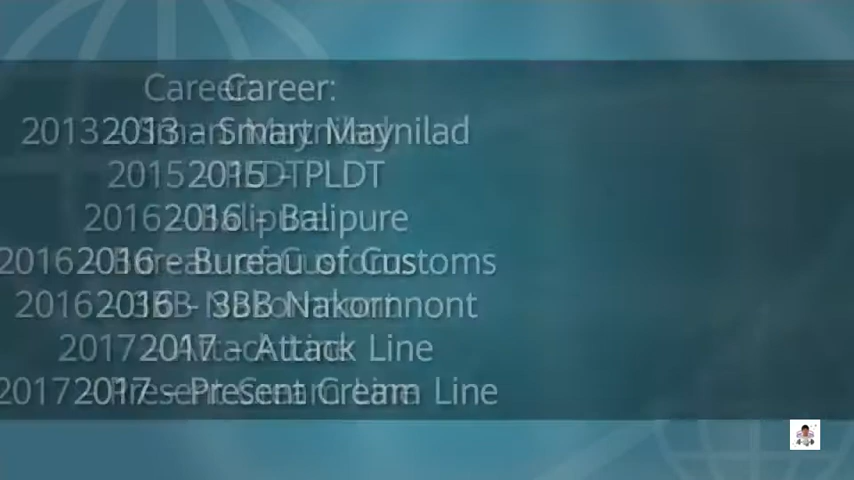 Career:
2013 - Smart Maynilad
2015 - PLDT
2016 - Balipure
2016 - Bureau of Customs
2016 - 3BB Nakornnont
2017 - Attack Line
2017 - Present Cream Line